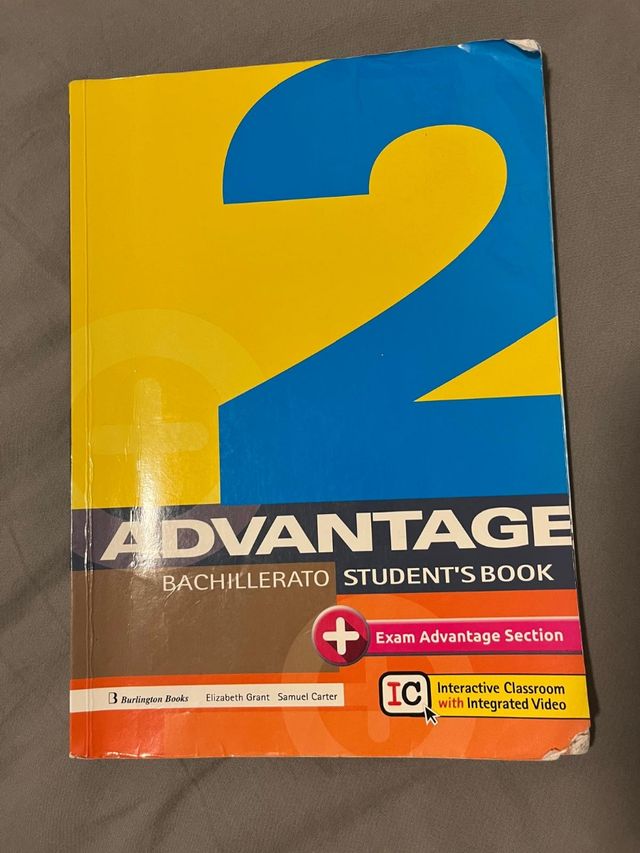 2
ADVANTAGE
BACHILLERATO STUDENT'S BOOK
+ Exam Advantage Section
B Burlington Books Elizabeth Grant Samuel Carter
IC Interactive Classroom
with Integrated Video